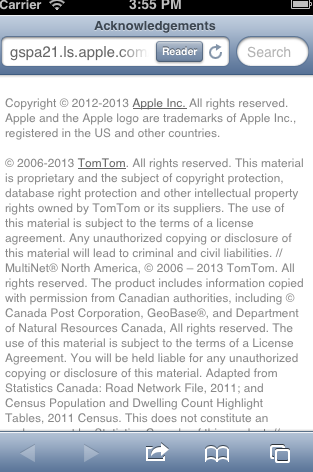 Carrier 3:55 PM
Acknowledgements
gspa21.ls.apple.com Reader Search
Copyright © 2012-2013 Apple Inc. All rights reserved.
Apple and the Apple logo are trademarks of Apple Inc.,
registered in the US and other countries.
© 2006-2013 TomTom. All rights reserved. This material
is proprietary and the subject of copyright protection,
database right protection and other intellectual property
rights owned by TomTom or its suppliers. The use of
this material is subject to the terms of a license
agreement. Any unauthorized copying or disclosure of
this material will lead to criminal and civil liabilities. //
MultiNet® North America, © 2006 – 2013 TomTom. All
rights reserved. The product includes information copied
with permission from Canadian authorities, including ©
Canada Post Corporation, GeoBase®, and Department
of Natural Resources Canada, All rights reserved. The
use of this material is subject to the terms of a License
Agreement. You will be held liable for any unauthorized
copying or disclosure of this material. Adapted from
Statistics Canada: Road Network File, 2011; and
Census Population and Dwelling Count Highlight
Tables, 2011 Census. This does not constitute an